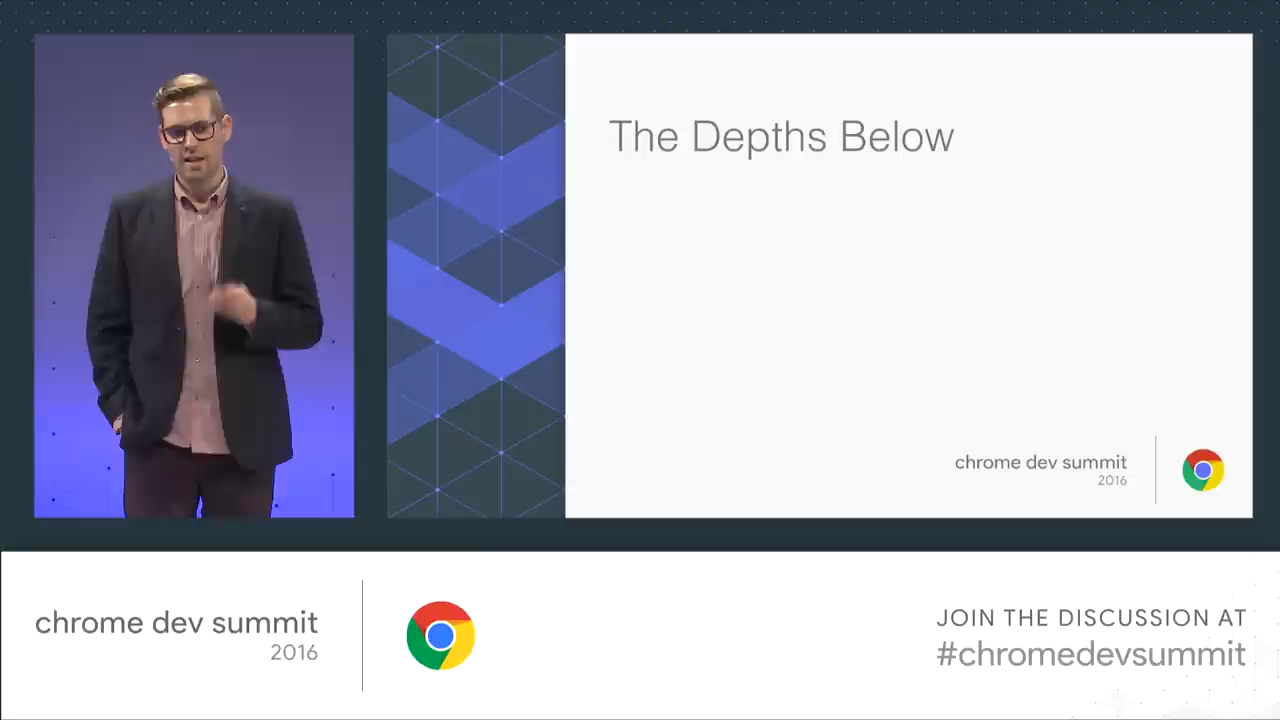 The Depths Below
chrome dev summit
2016
chrome dev summit
2016
JOIN THE DISCUSSION AT
#chromedevsummit